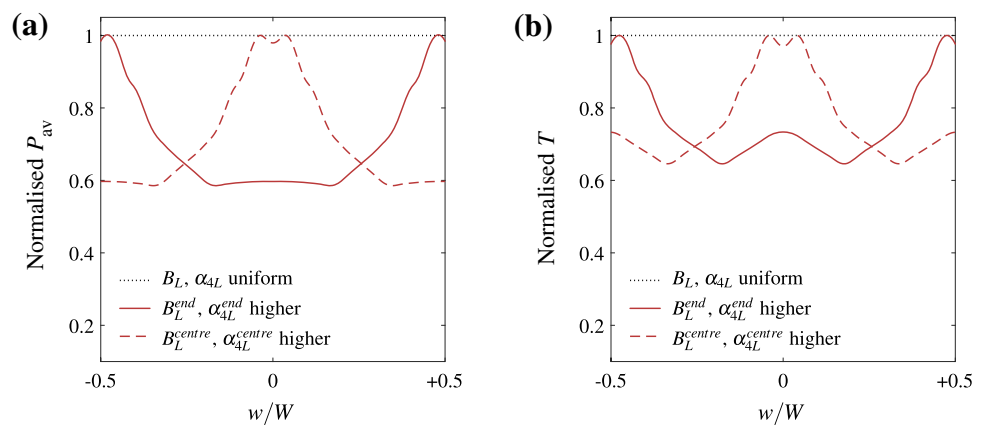 (a)
Normalised P_av
1
0.8
0.6
0.4
0.2
B_L, α_4L uniform
B_L^end, α_4L^end higher
B_L^centre, α_4L^centre higher
-0.5 0 +0.5
w/W
(b)
Normalised T
1
0.8
0.6
0.4
0.2
B_L, α_4L uniform
B_L^end, α_4L^end higher
B_L^centre, α_4L^centre higher
-0.5 0 +0.5
w/W